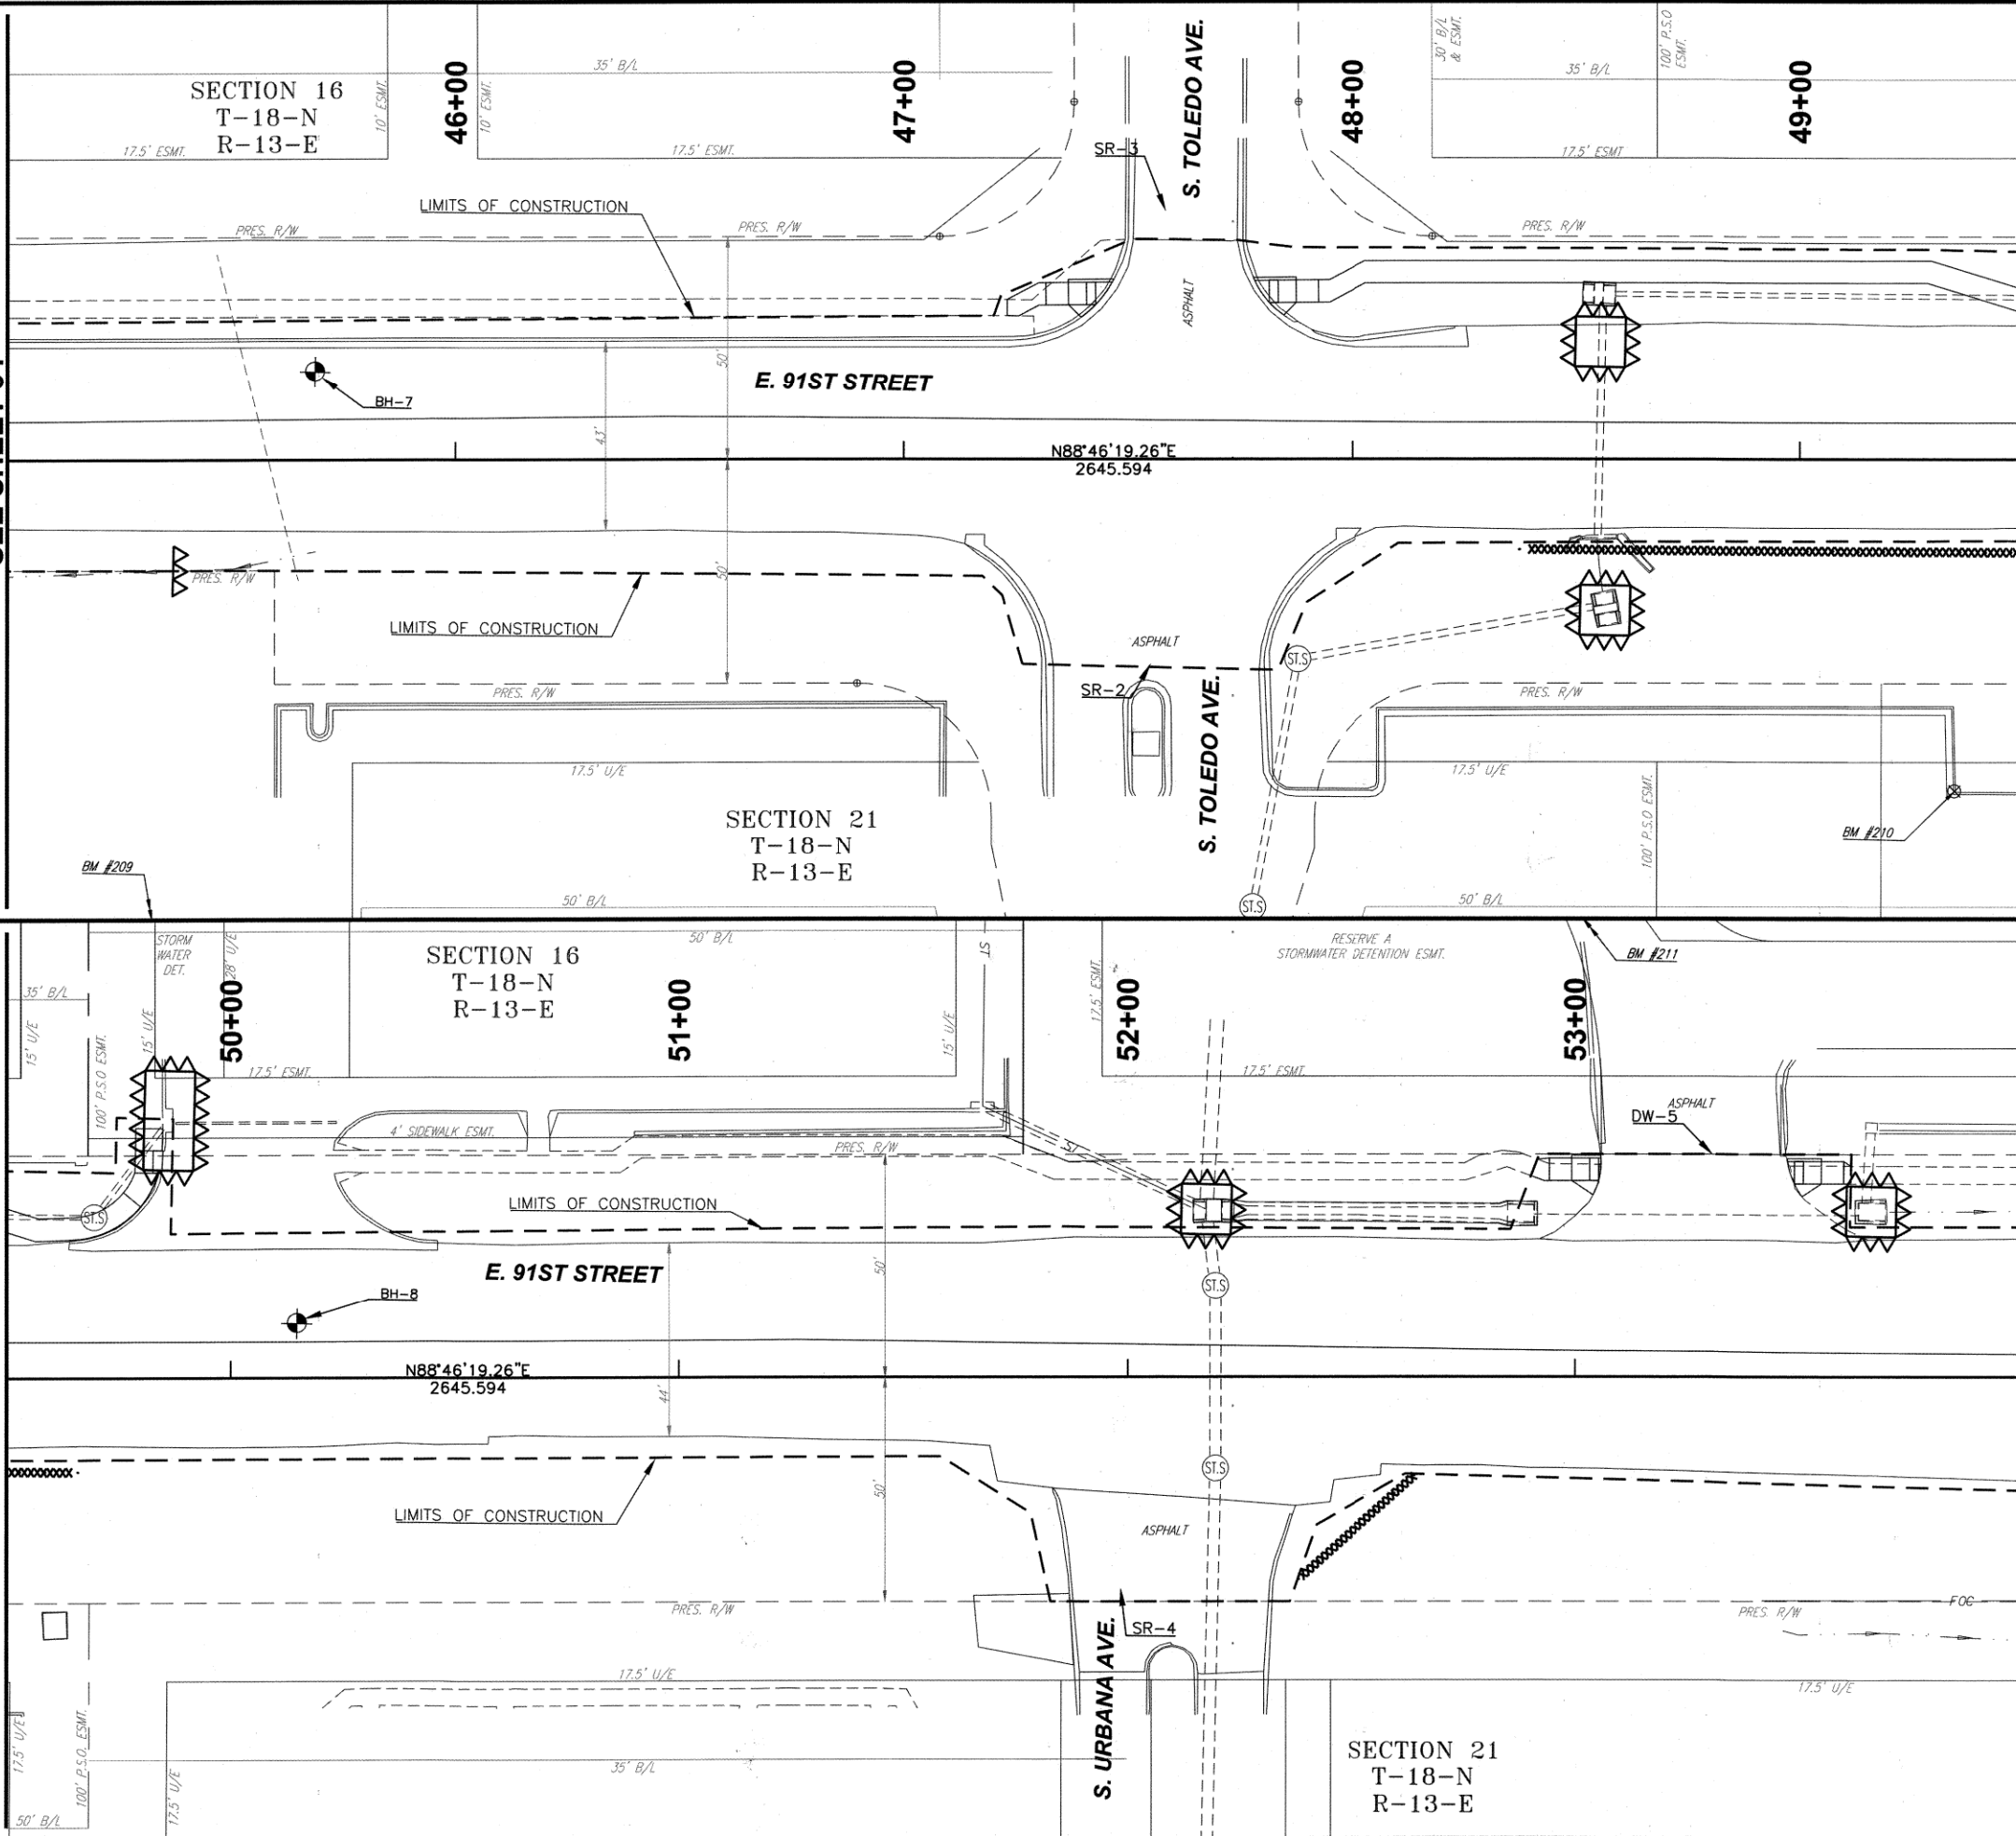 SECTION 16
T-18-N
R-13-E
10' ESMT.
46+00
10' ESMT.
35' B/L
47+00
S. TOLEDO AVE.
48+00
30' B/L
& ESMT.
35' B/L
100' P.S.O
ESMT.
49+00
17.5' ESMT.
17.5' ESMT.
SR-3
17.5' ESMT
LIMITS OF CONSTRUCTION
PRES. R/W
PRES. R/W
PRES. R/W
ASPHALT
50'
E. 91ST STREET
BH-7
43'
N88°46'19.26"E
2645.594
PRES. R/W
50'
LIMITS OF CONSTRUCTION
ASPHALT
ST.S
SR-2
PRES. R/W
PRES. R/W
S. TOLEDO AVE.
17.5' U/E
17.5' U/E
SECTION 21
T-18-N
R-13-E
100' P.S.O ESMT.
BM #210
BM #209
50' B/L
ST.S
50' B/L
STORM
WATER
DET.
28' U/E
50' B/L
SECTION 16
T-18-N
R-13-E
ST
RESERVE A
STORMWATER DETENTION ESMT.
BM #211
35' B/L
15' U/E
100' P.S.O ESMT.
15' U/E
50+00
51+00
15' U/E
17.5' ESMT.
52+00
53+00
17.5' ESMT.
17.5' ESMT.
ASPHALT
DW-5
4' SIDEWALK ESMT.
PRES. R/W
ST
LIMITS OF CONSTRUCTION
ST.S
E. 91ST STREET
50'
ST.S
BH-8
N88°46'19.26"E
2645.594
44'
ST.S
50'
LIMITS OF CONSTRUCTION
ASPHALT
PRES. R/W
PRES. R/W
FOC
SR-4
S. URBANA AVE.
17.5' U/E
17.5' U/E
17.5' U/E
100' P.S.O. ESMT.
17.5' U/E
35' B/L
SECTION 21
T-18-N
R-13-E
50' B/L